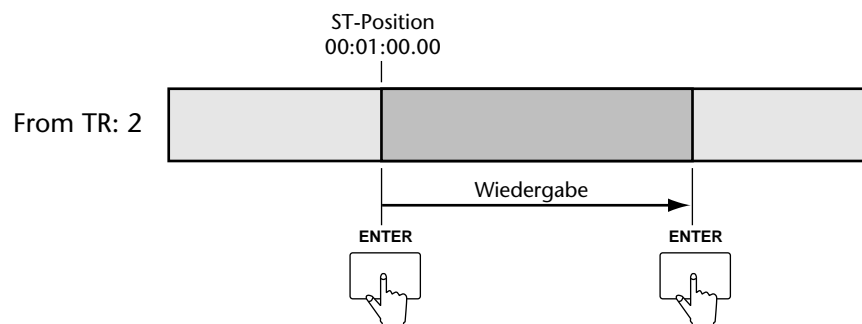 ST-Position
00:01:00.00
From TR: 2
Wiedergabe
ENTER
ENTER